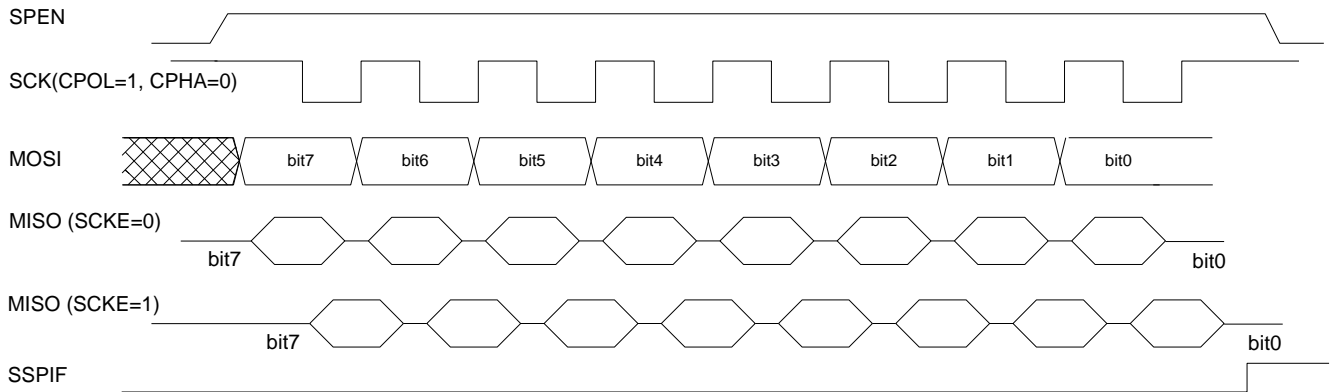 SPEN
SCK(CPOL=1, CPHA=0)
MOSI
bit7 bit6 bit5 bit4 bit3 bit2 bit1 bit0
MISO (SCKE=0)
bit7 bit0
MISO (SCKE=1)
bit7 bit0
SSPIF